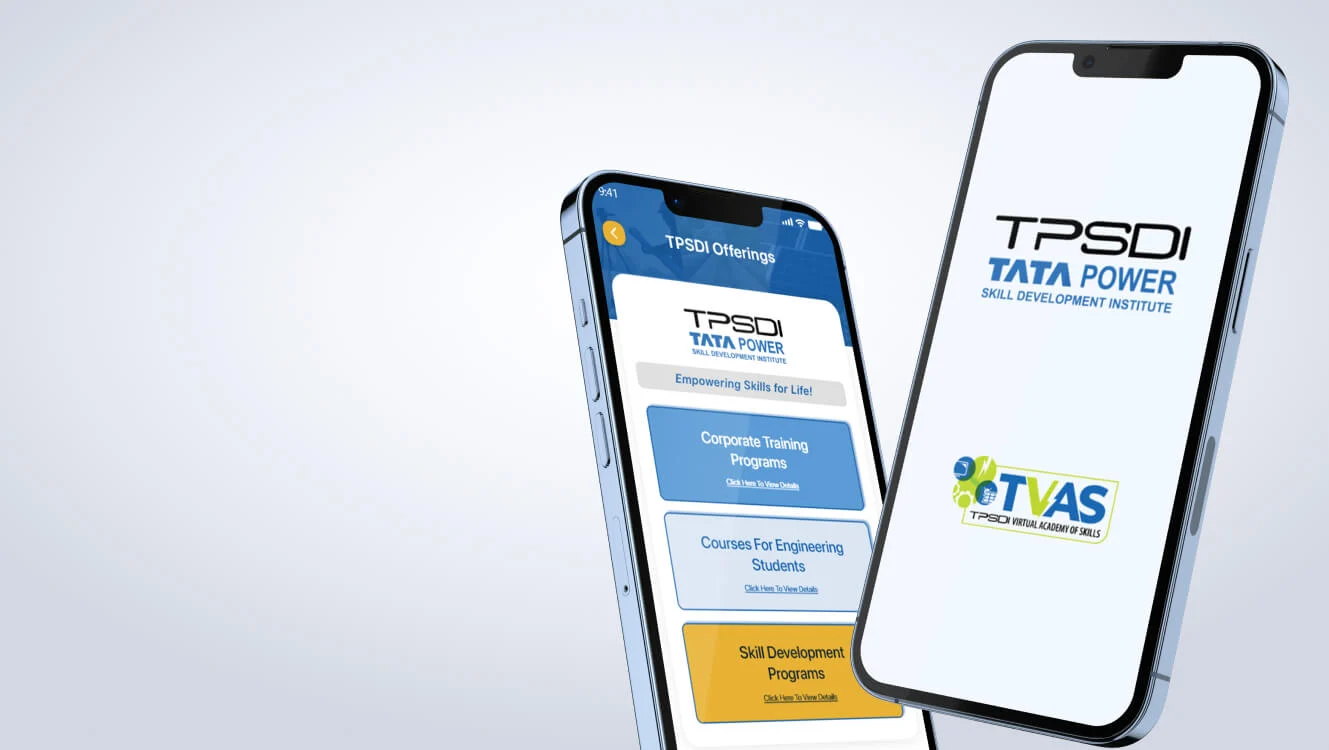 9:41
TPSDI Offerings
TPSDI
TATA POWER
SKILL DEVELOPMENT INSTITUTE
Empowering Skills for Life!
Corporate Training
Programs
Click Here To View Details
Courses For Engineering
Students
Click Here To View Details
Skill Development
Programs
Click Here To View Details
TPSDI
TATA POWER
SKILL DEVELOPMENT INSTITUTE
TVAS
TPSDI VIRTUAL ACADEMY OF SKILLS